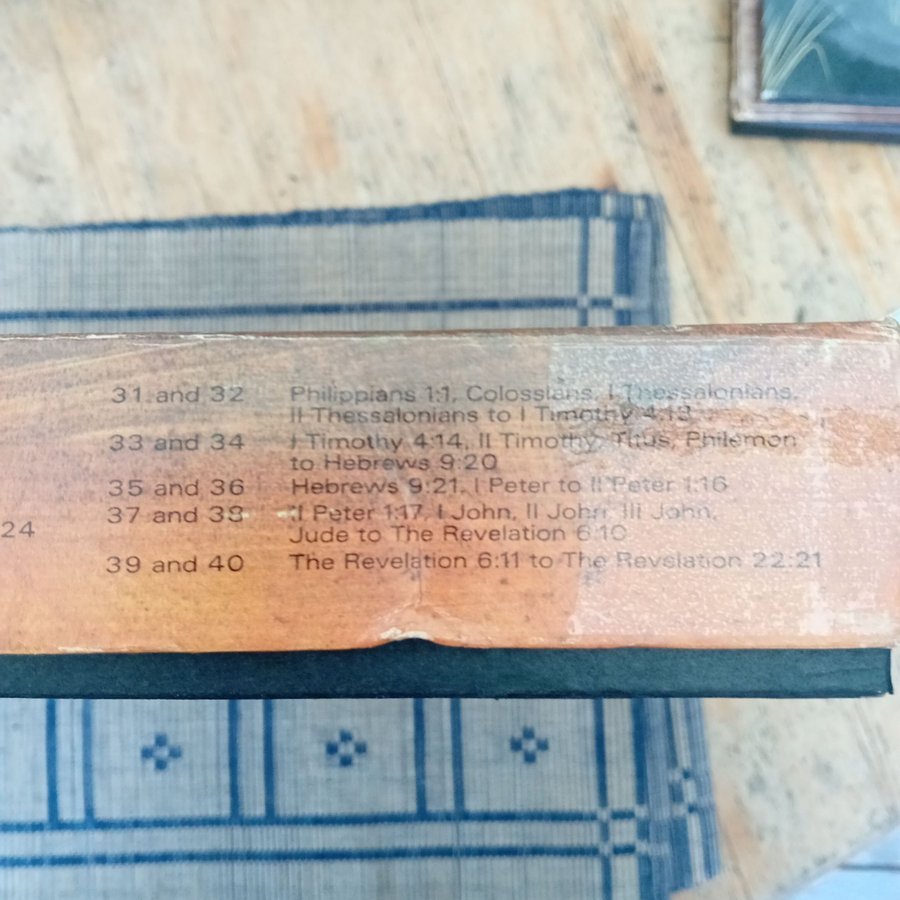 31 and 32 Philippians 1:1, Colossians, I Thessalonians,
II Thessalonians to I Timothy 4:13
33 and 34 I Timothy 4:14, II Timothy, Titus, Philemon
to Hebrews 9:20
35 and 36 Hebrews 9:21, I Peter to II Peter 1:16
37 and 38 II Peter 1:17, I John, II John, III John,
24 Jude to The Revelation 6:10
39 and 40 The Revelation 6:11 to The Revelation 22:21